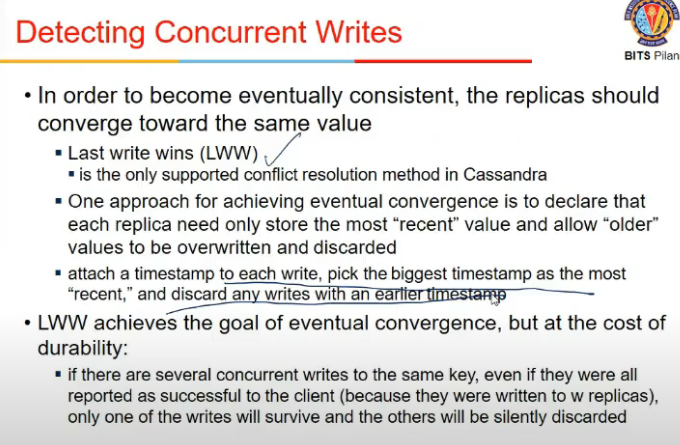 Detecting Concurrent Writes
BITS Pilan
• In order to become eventually consistent, the replicas should
converge toward the same value
▪ Last write wins (LWW)
▪ is the only supported conflict resolution method in Cassandra
▪ One approach for achieving eventual convergence is to declare that
each replica need only store the most “recent” value and allow “older”
values to be overwritten and discarded
▪ attach a timestamp to each write, pick the biggest timestamp as the most
“recent,” and discard any writes with an earlier timestamp
• LWW achieves the goal of eventual convergence, but at the cost of
durability:
▪ if there are several concurrent writes to the same key, even if they were all
reported as successful to the client (because they were written to w replicas),
only one of the writes will survive and the others will be silently discarded